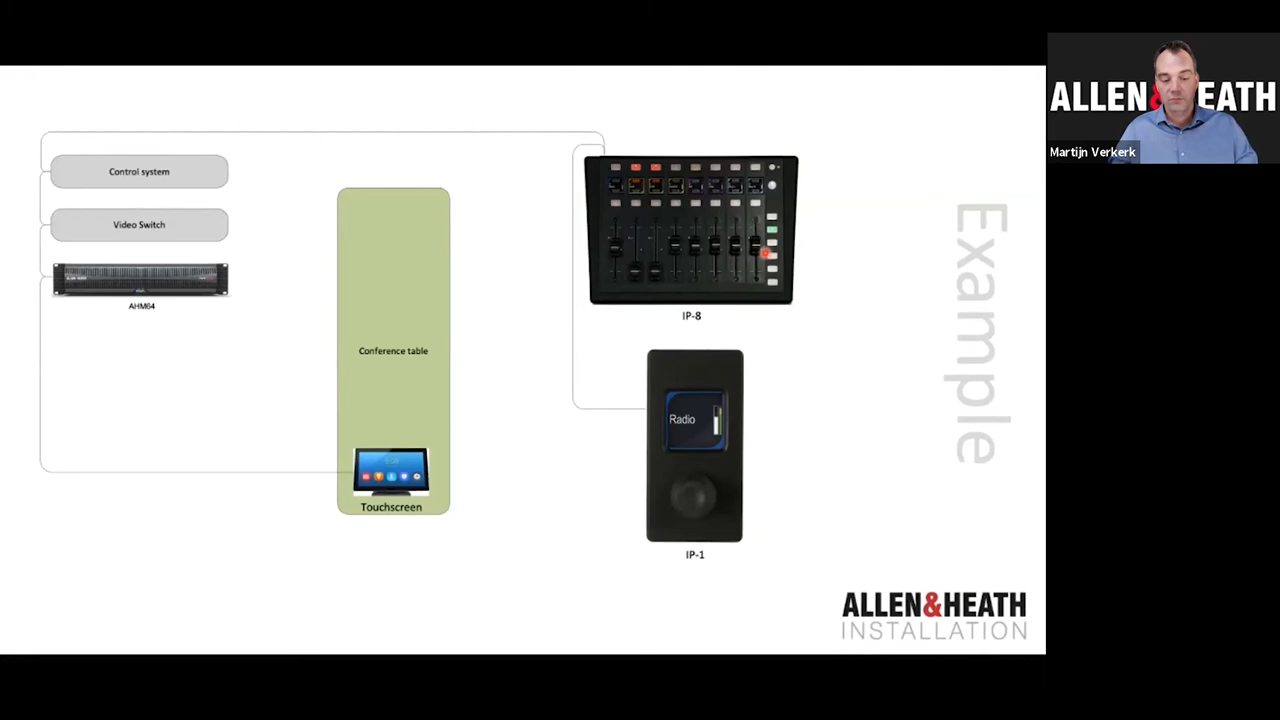 ALLEN&HEATH
Martijn Verkerk
Control system
Video Switch
AHM64
Conference table
Touchscreen
IP-8
Radio
IP-1
Example
ALLEN&HEATH
INSTALLATION